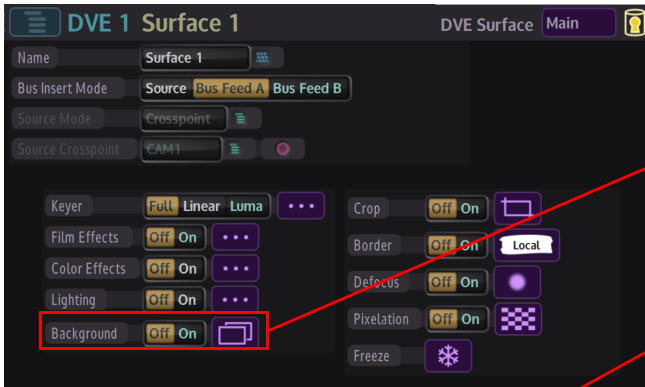 DVE 1 Surface 1 DVE Surface Main
Name Surface 1
Bus Insert Mode Source Bus Feed A Bus Feed B
Source Mode Crosspoint
Source Crosspoint CAM1
Keyer Full Linear Luma
Film Effects Off On
Color Effects Off On
Lighting Off On
Background Off On
Crop Off On
Border Off On Local
Defocus Off On
Pixelation Off On
Freeze